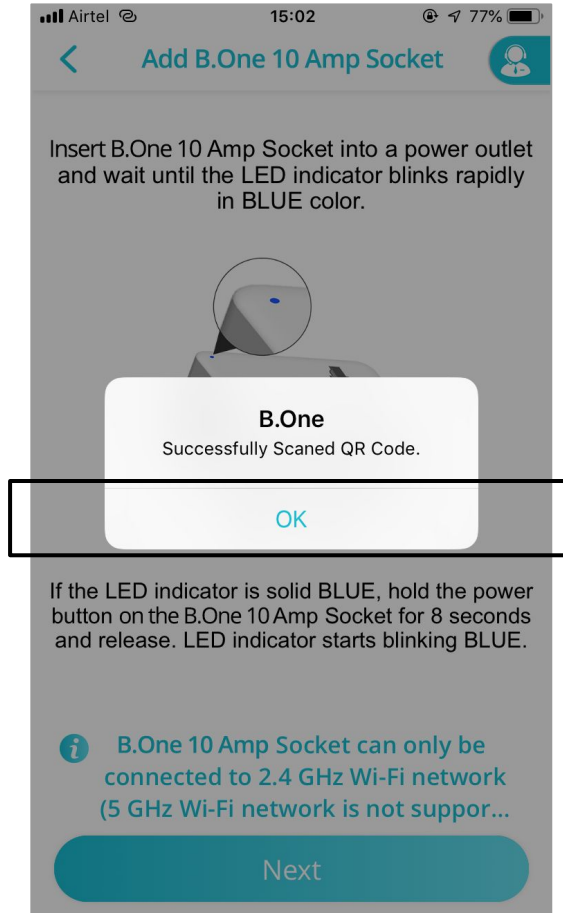 Airtel 15:02 77%
Add B.One 10 Amp Socket
Insert B.One 10 Amp Socket into a power outlet
and wait until the LED indicator blinks rapidly
in BLUE color.
B.One
Successfully Scaned QR Code.
OK
If the LED indicator is solid BLUE, hold the power
button on the B.One 10 Amp Socket for 8 seconds
and release. LED indicator starts blinking BLUE.
i B.One 10 Amp Socket can only be
connected to 2.4 GHz Wi-Fi network
(5 GHz Wi-Fi network is not suppor...
Next